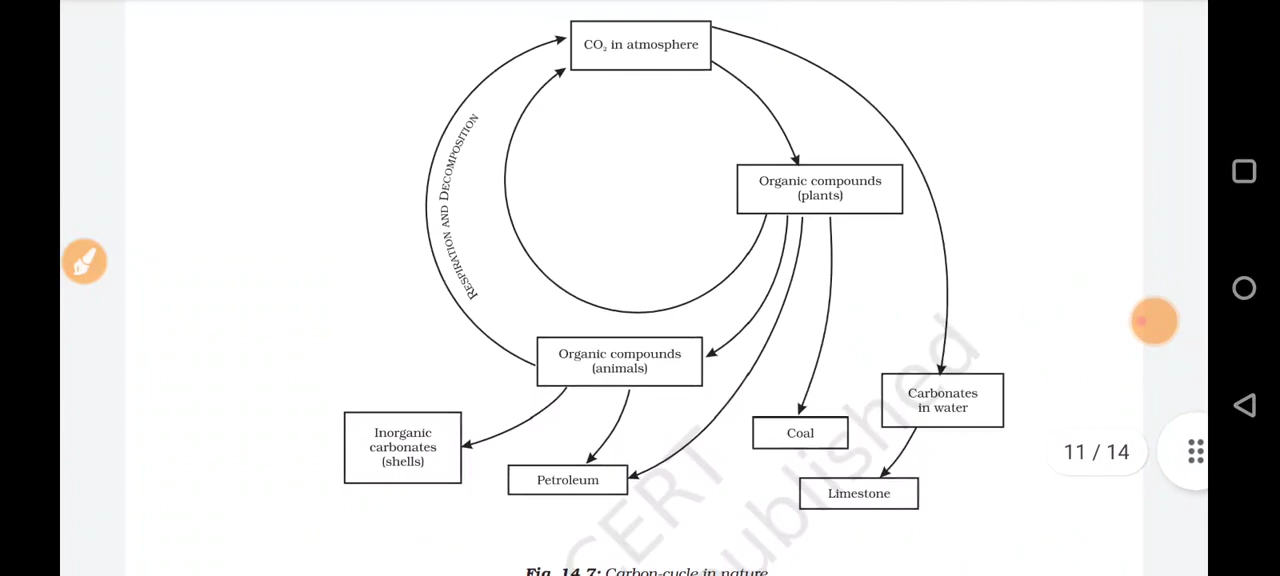 CO₂ in atmosphere
RESPIRATION AND DECOMPOSITION
Organic compounds
(plants)
Organic compounds
(animals)
Carbonates
in water
Inorganic
carbonates
(shells)
Coal
Petroleum
Limestone
11 / 14
published
Fig. 14.7: Carbon-cycle in nature